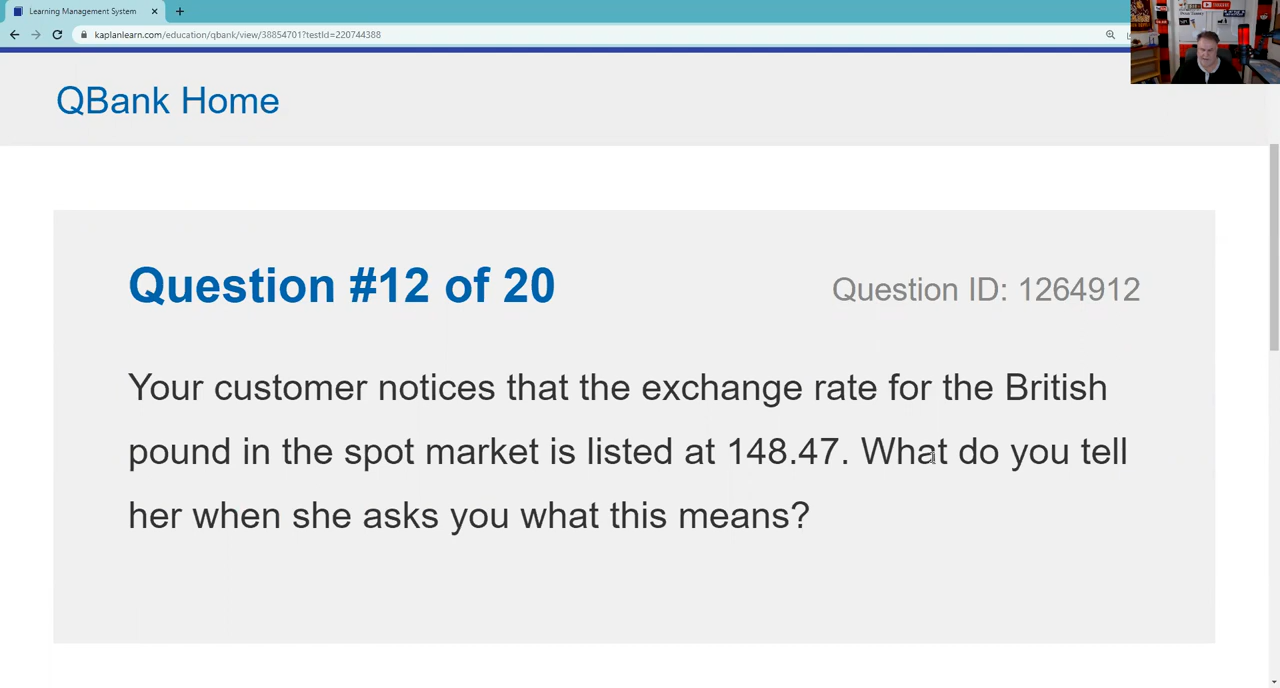 Learning Management System
kaplanlearn.com/education/qbank/view/38854701?testId=220744388
QBank Home
Question #12 of 20
Question ID: 1264912
Your customer notices that the exchange rate for the British
pound in the spot market is listed at 148.47. What do you tell
her when she asks you what this means?